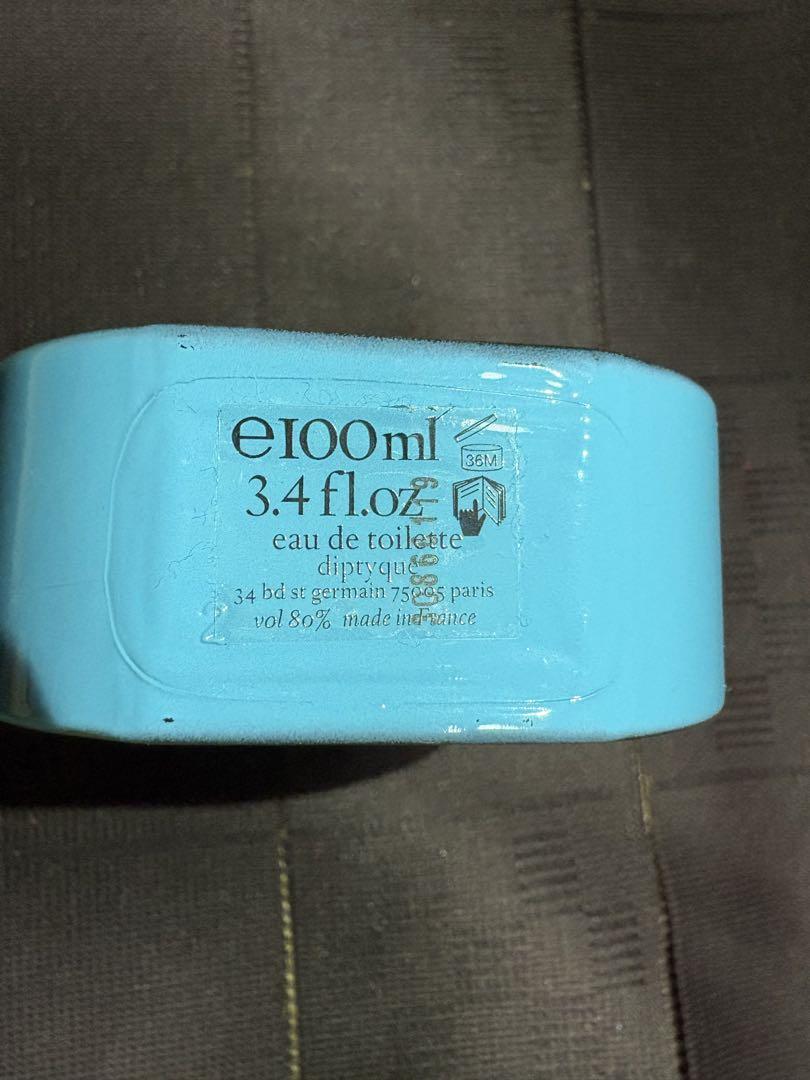 e100ml
36M
3.4 fl.oz
eau de toilette
diptyque
34 bd st germain 75005 paris
vol 80% made in France